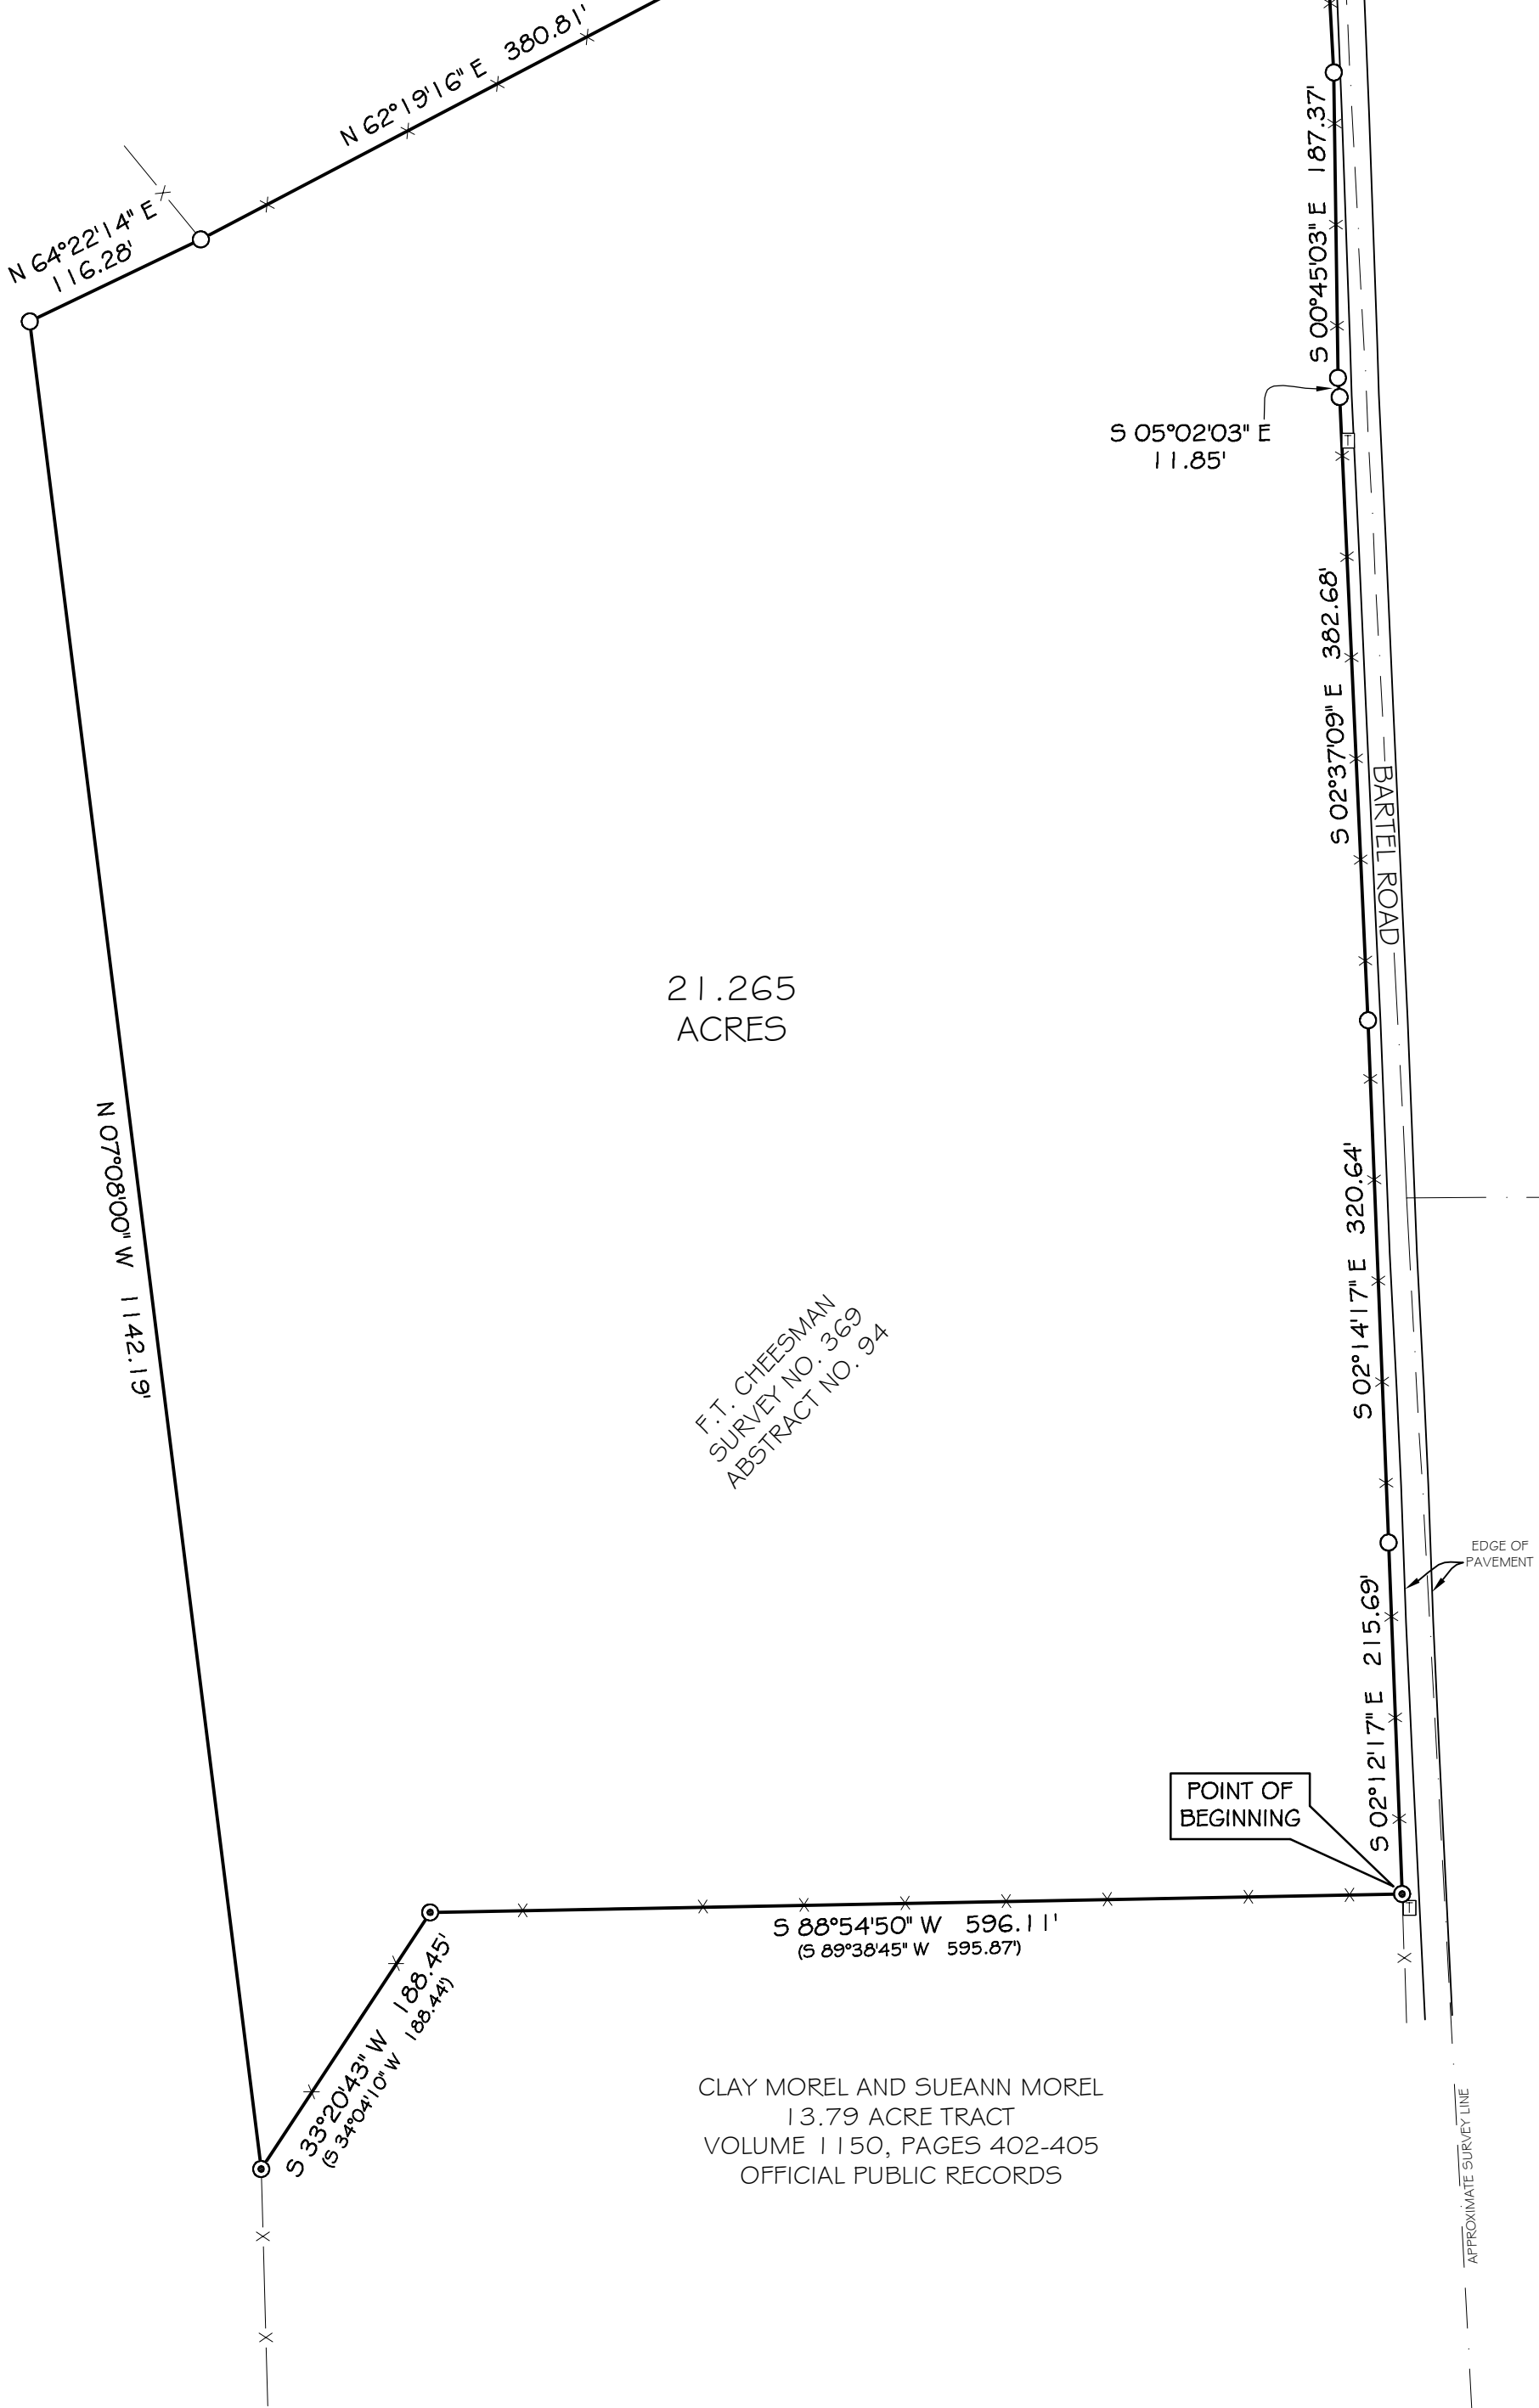 N 62°19'16" E 380.81'
N 64°22'14" E
116.28'
S 00°45'03" E 187.37'
S 05°02'03" E
11.85'
T
S 02°37'09" E 382.68'
BARTEL ROAD
21.265
ACRES
N 07°08'00" W 1142.19'
S 02°14'17" E 320.64'
F.T. CHEESMAN
SURVEY NO. 369
ABSTRACT NO. 94
EDGE OF
PAVEMENT
S 02°12'17" E 215.69'
POINT OF
BEGINNING
T
S 88°54'50" W 596.11'
(S 89°38'45" W 595.87')
S 33°20'43" W 188.45'
(S 34°04'10" W 188.44')
CLAY MOREL AND SUEANN MOREL
13.79 ACRE TRACT
VOLUME 1150, PAGES 402-405
OFFICIAL PUBLIC RECORDS
APPROXIMATE SURVEY LINE